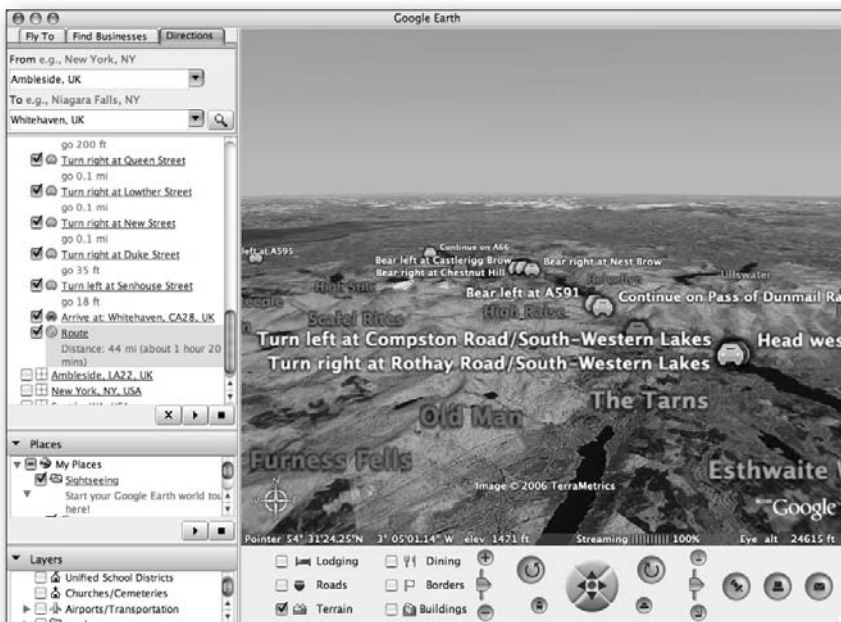 Google Earth
Fly To
Find Businesses
Directions
From e.g., New York, NY
Ambleside, UK
To e.g., Niagara Falls, NY
Whitehaven, UK
go 200 ft
Turn right at Queen Street
go 0.1 mi
Turn right at Lowther Street
go 0.1 mi
Turn right at New Street
go 0.1 mi
Turn right at Duke Street
go 35 ft
Turn left at Senhouse Street
go 18 ft
Arrive at: Whitehaven, CA28, UK
Route
Distance: 44 mi (about 1 hour 20
mins)
Ambleside, LA22, UK
New York, NY, USA
Places
My Places
Sightseeing
Start your Google Earth world tou
here!
Layers
Unified School Districts
Churches/Cemeteries
Airports/Transportation
left at A595
Continue on A66
Bear left at Castlerigg Brow
Bear right at Nest Brow
Bear right at Chestnut Hill
Ullswater
High Stile
Helvellyn
Bear left at A591
Continue on Pass of Dunmail Ra
Scafell Pikes
High Raise
Turn left at Compston Road/South-Western Lakes
Head wes
Turn right at Rothay Road/South-Western Lakes
The Tarns
Old Man
Furness Fells
Esthwaite W
Image © 2006 TerraMetrics
Google
Pointer 54° 31'24.25"N 3° 05'01.14" W elev 1471 ft
Streaming 100%
Eye alt 24615 ft
Lodging
Dining
Roads
Borders
Terrain
Buildings